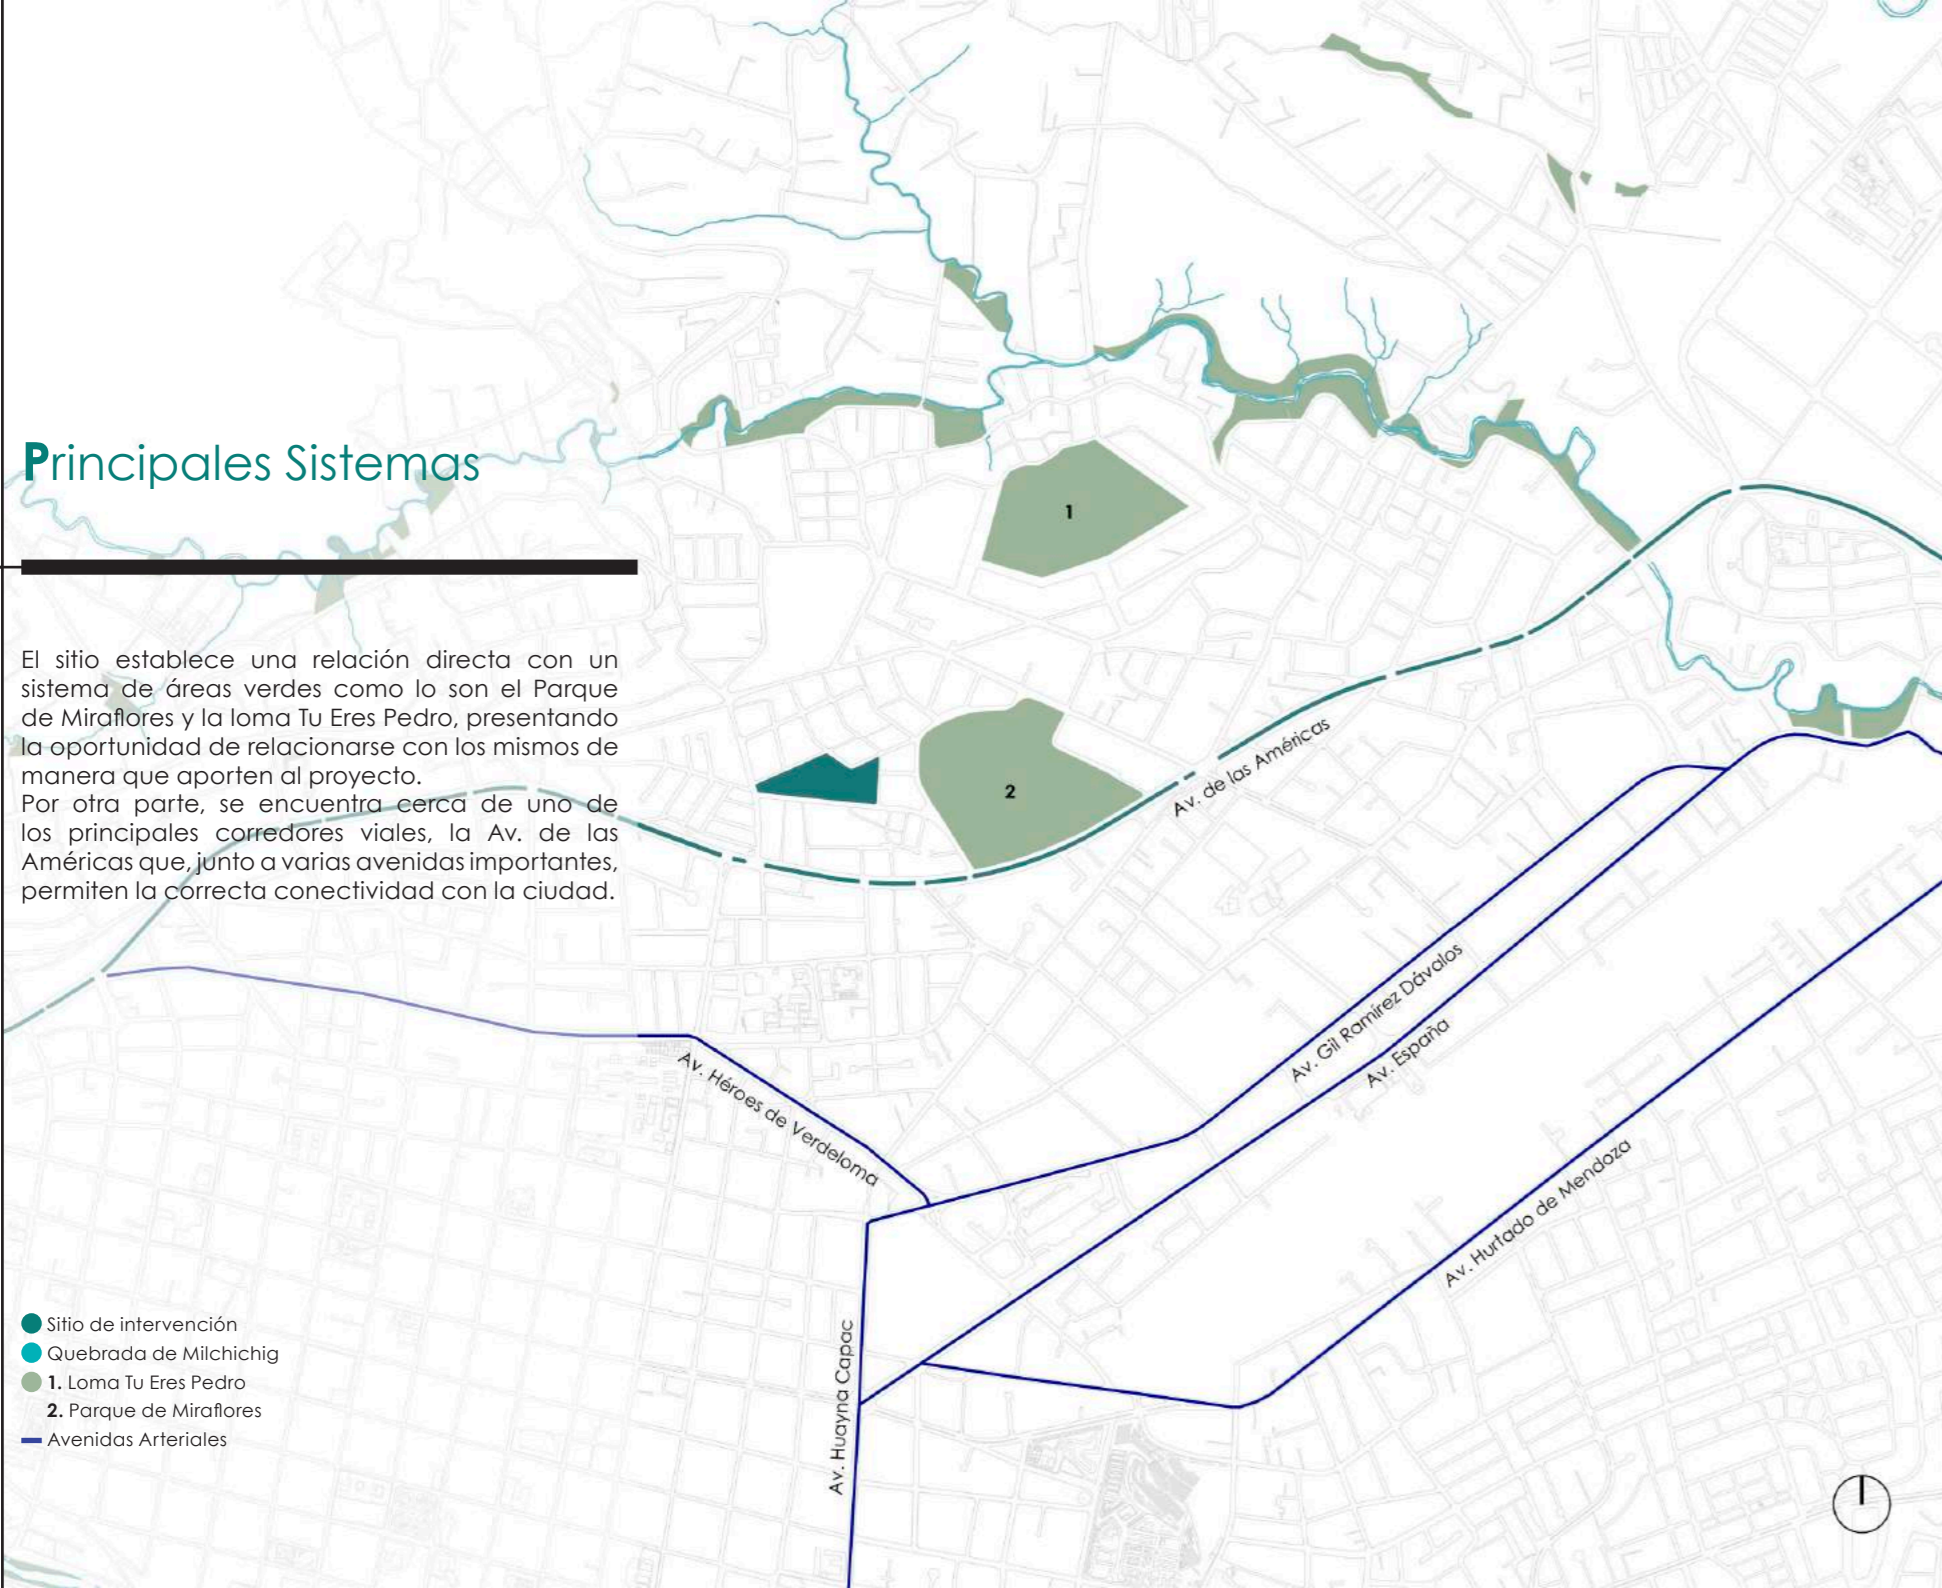 Principales Sistemas
El sitio establece una relación directa con un
sistema de áreas verdes como lo son el Parque
de Miraflores y la loma Tu Eres Pedro, presentando
la oportunidad de relacionarse con los mismos de
manera que aporten al proyecto.
Por otra parte, se encuentra cerca de uno de
los principales corredores viales, la Av. de las
Américas que, junto a varias avenidas importantes,
permiten la correcta conectividad con la ciudad.
1
2
Av. de las Américas
Av. Gil Ramírez Dávalos
Av. España
Av. Héroes de Verdeloma
Av. Hurtado de Mendoza
Av. Huayna Capac
Sitio de intervención
Quebrada de Milchichig
1. Loma Tu Eres Pedro
2. Parque de Miraflores
Avenidas Arteriales